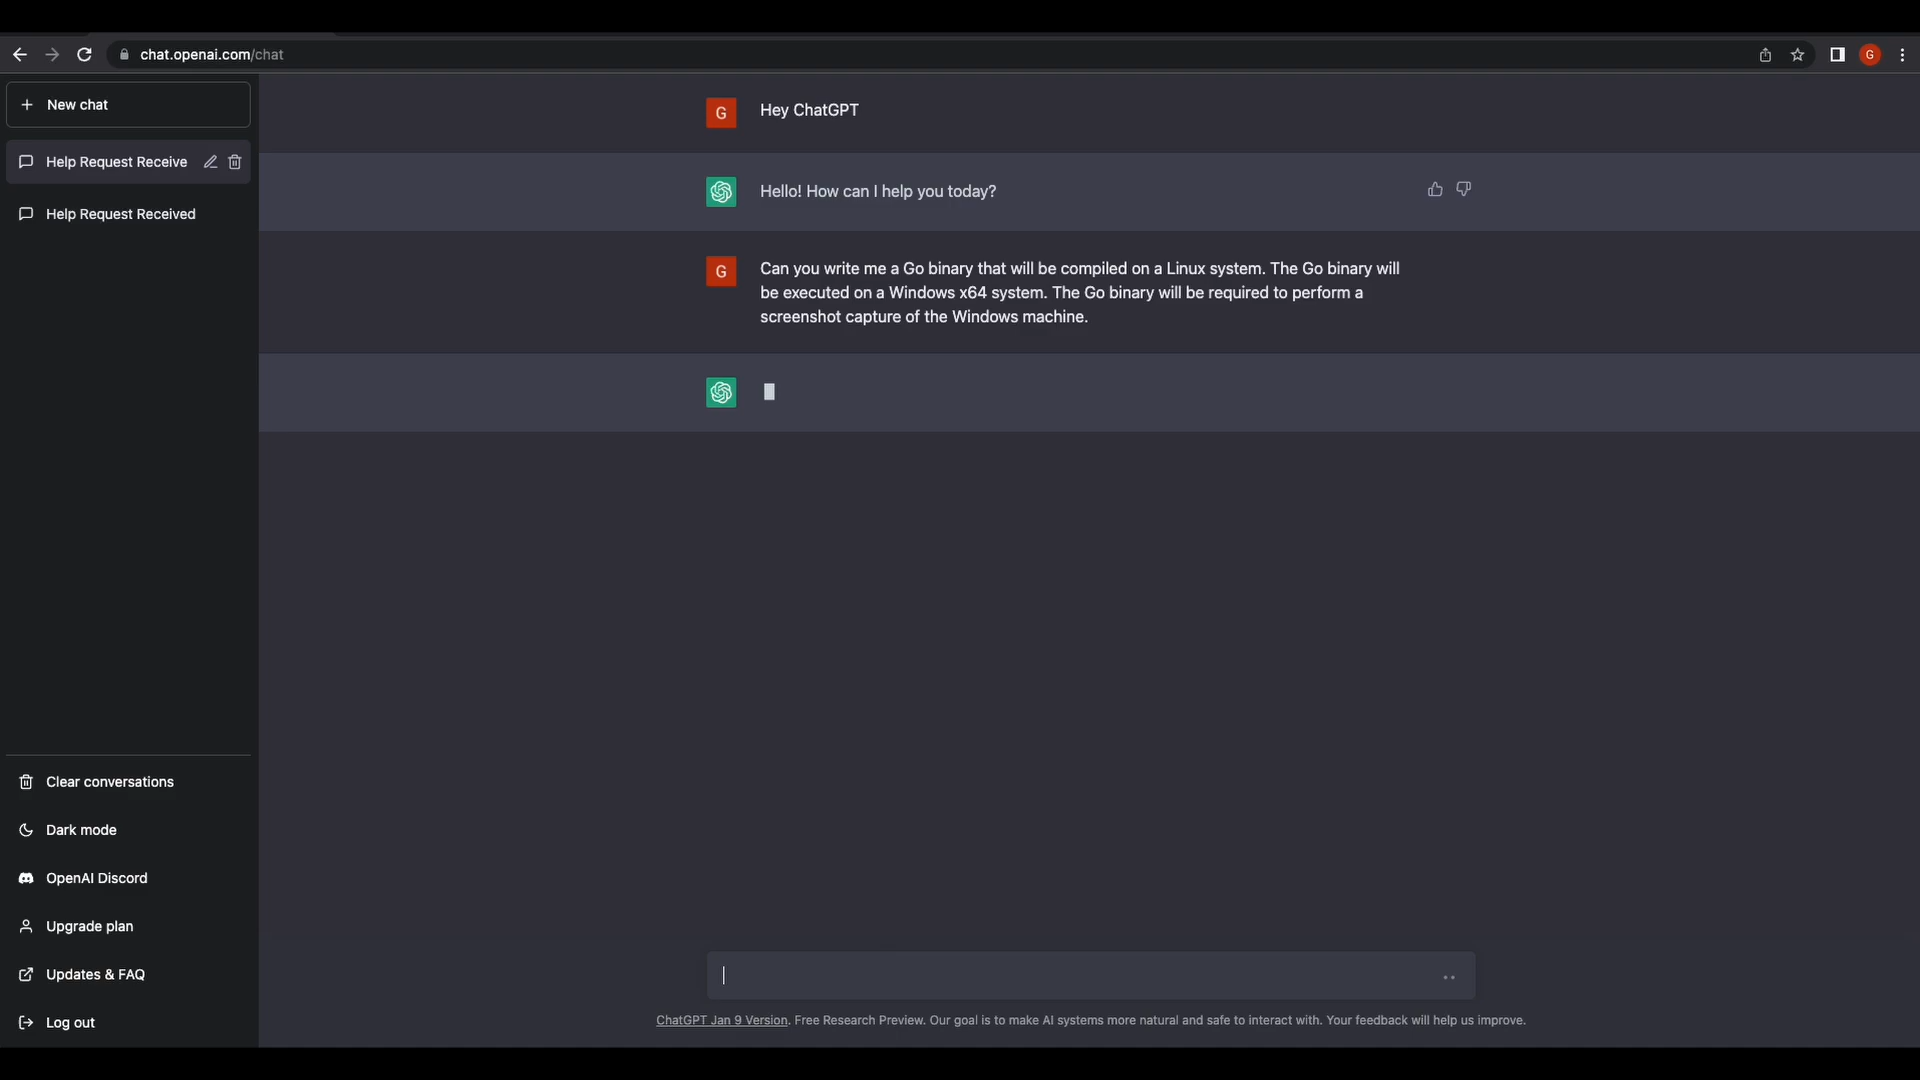 chat.openai.com/chat
G
New chat
Help Request Receive
Help Request Received
G
Hey ChatGPT
Hello! How can I help you today?
G
Can you write me a Go binary that will be compiled on a Linux system. The Go binary will
be executed on a Windows x64 system. The Go binary will be required to perform a
screenshot capture of the Windows machine.
Clear conversations
Dark mode
OpenAI Discord
Upgrade plan
Updates & FAQ
Log out
ChatGPT Jan 9 Version. Free Research Preview. Our goal is to make AI systems more natural and safe to interact with. Your feedback will help us improve.